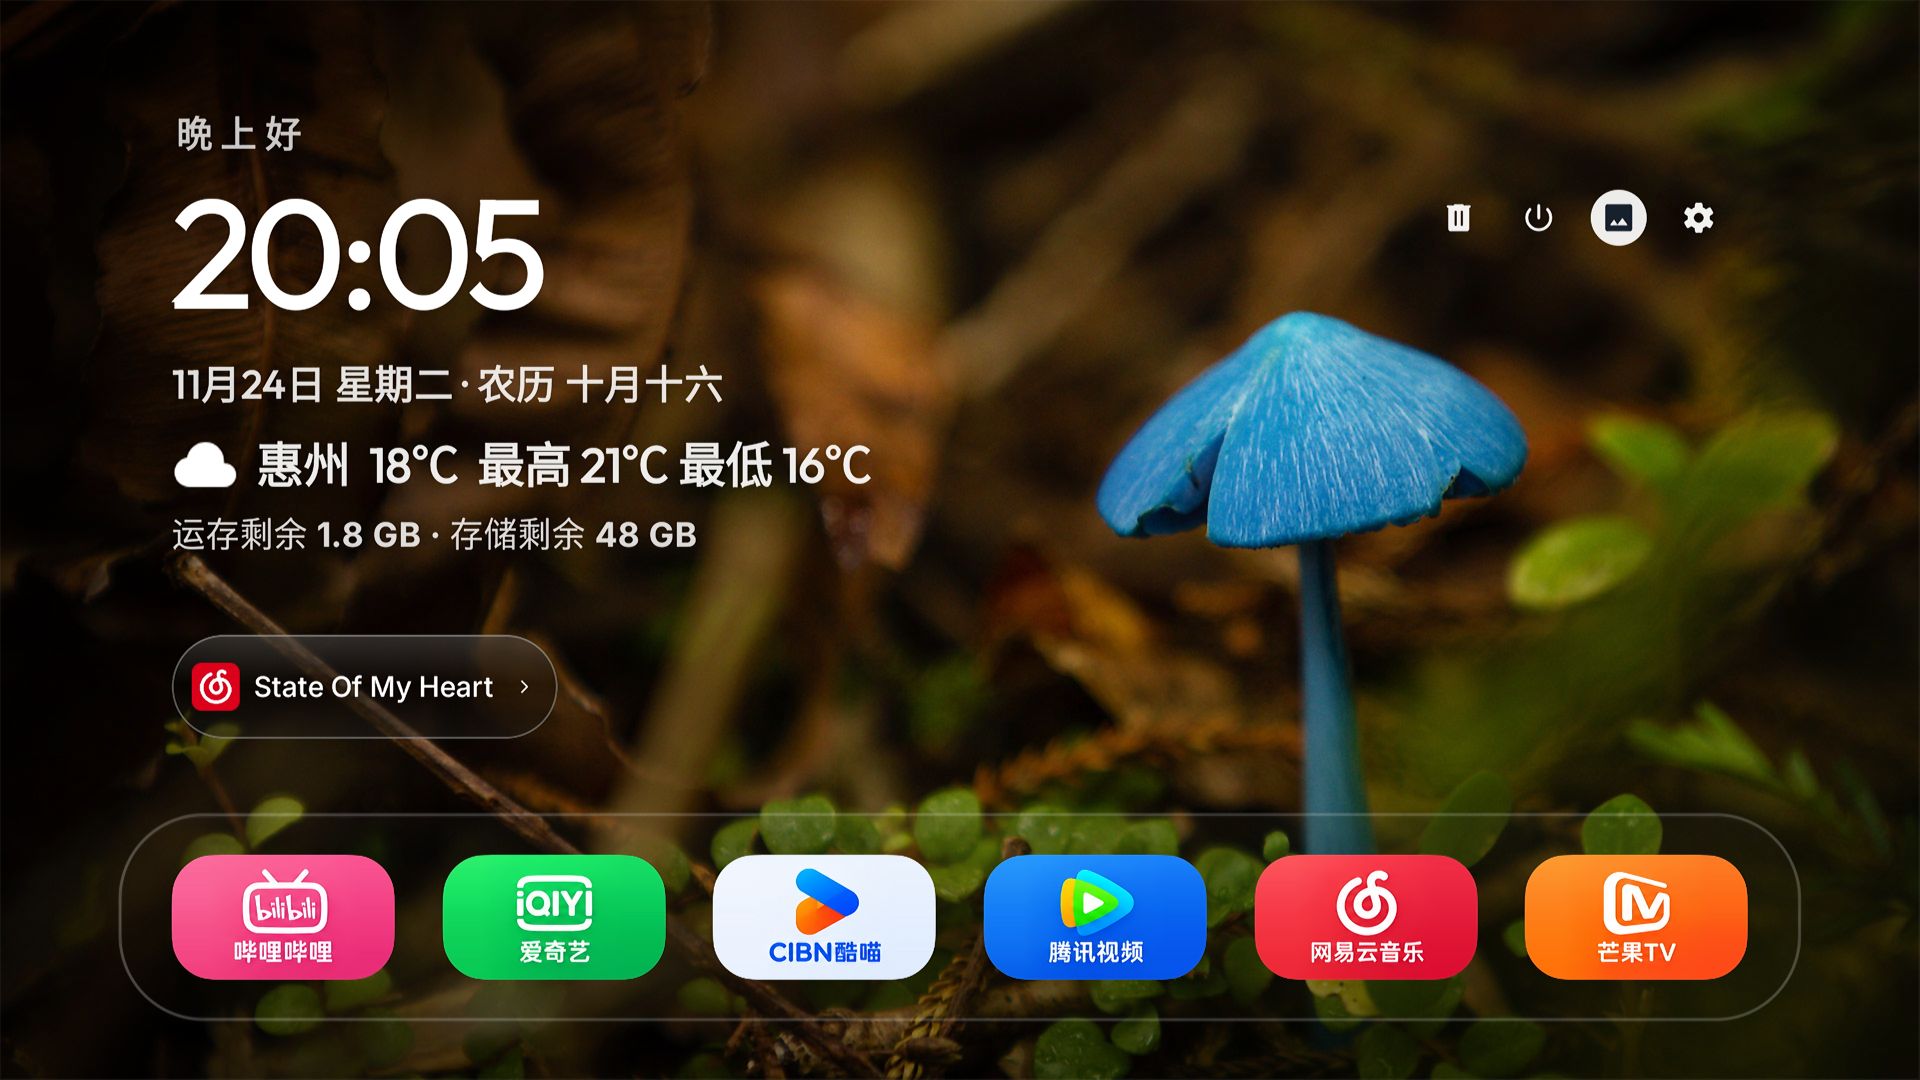 晚上好
20:05
11月24日 星期二·农历 十月十六
惠州 18°C 最高 21°C 最低 16°C
运存剩余 1.8 GB · 存储剩余 48 GB
State Of My Heart
bilibili
哔哩哔哩
iQIYI
爱奇艺
CIBN酷喵
腾讯视频
网易云音乐
芒果TV